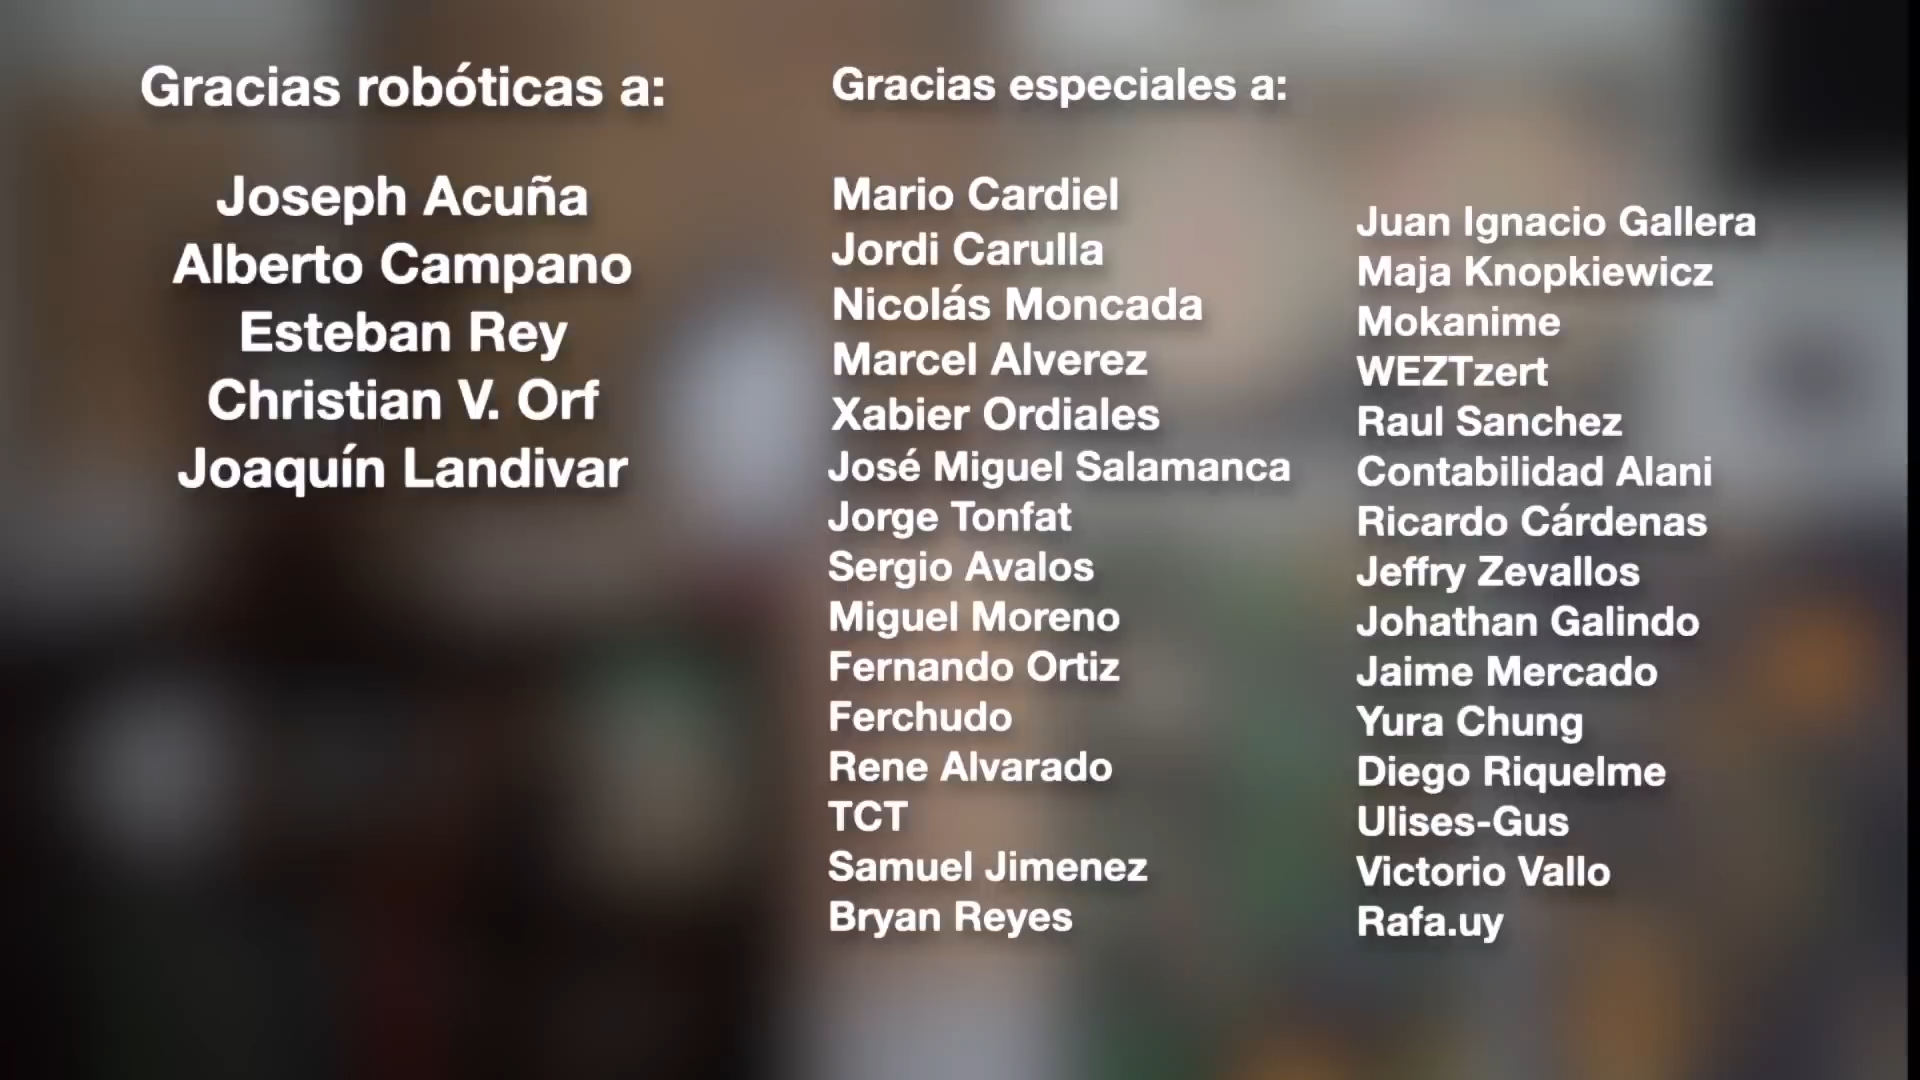 Gracias robóticas a:
Joseph Acuña
Alberto Campano
Esteban Rey
Christian V. Orf
Joaquín Landivar
Gracias especiales a:
Mario Cardiel
Jordi Carulla
Nicolás Moncada
Marcel Alverez
Xabier Ordiales
José Miguel Salamanca
Jorge Tonfat
Sergio Avalos
Miguel Moreno
Fernando Ortiz
Ferchudo
Rene Alvarado
TCT
Samuel Jimenez
Bryan Reyes
Juan Ignacio Gallera
Maja Knopkiewicz
Mokanime
WEZTzert
Raul Sanchez
Contabilidad Alani
Ricardo Cárdenas
Jeffry Zevallos
Johathan Galindo
Jaime Mercado
Yura Chung
Diego Riquelme
Ulises-Gus
Victorio Vallo
Rafa.uy